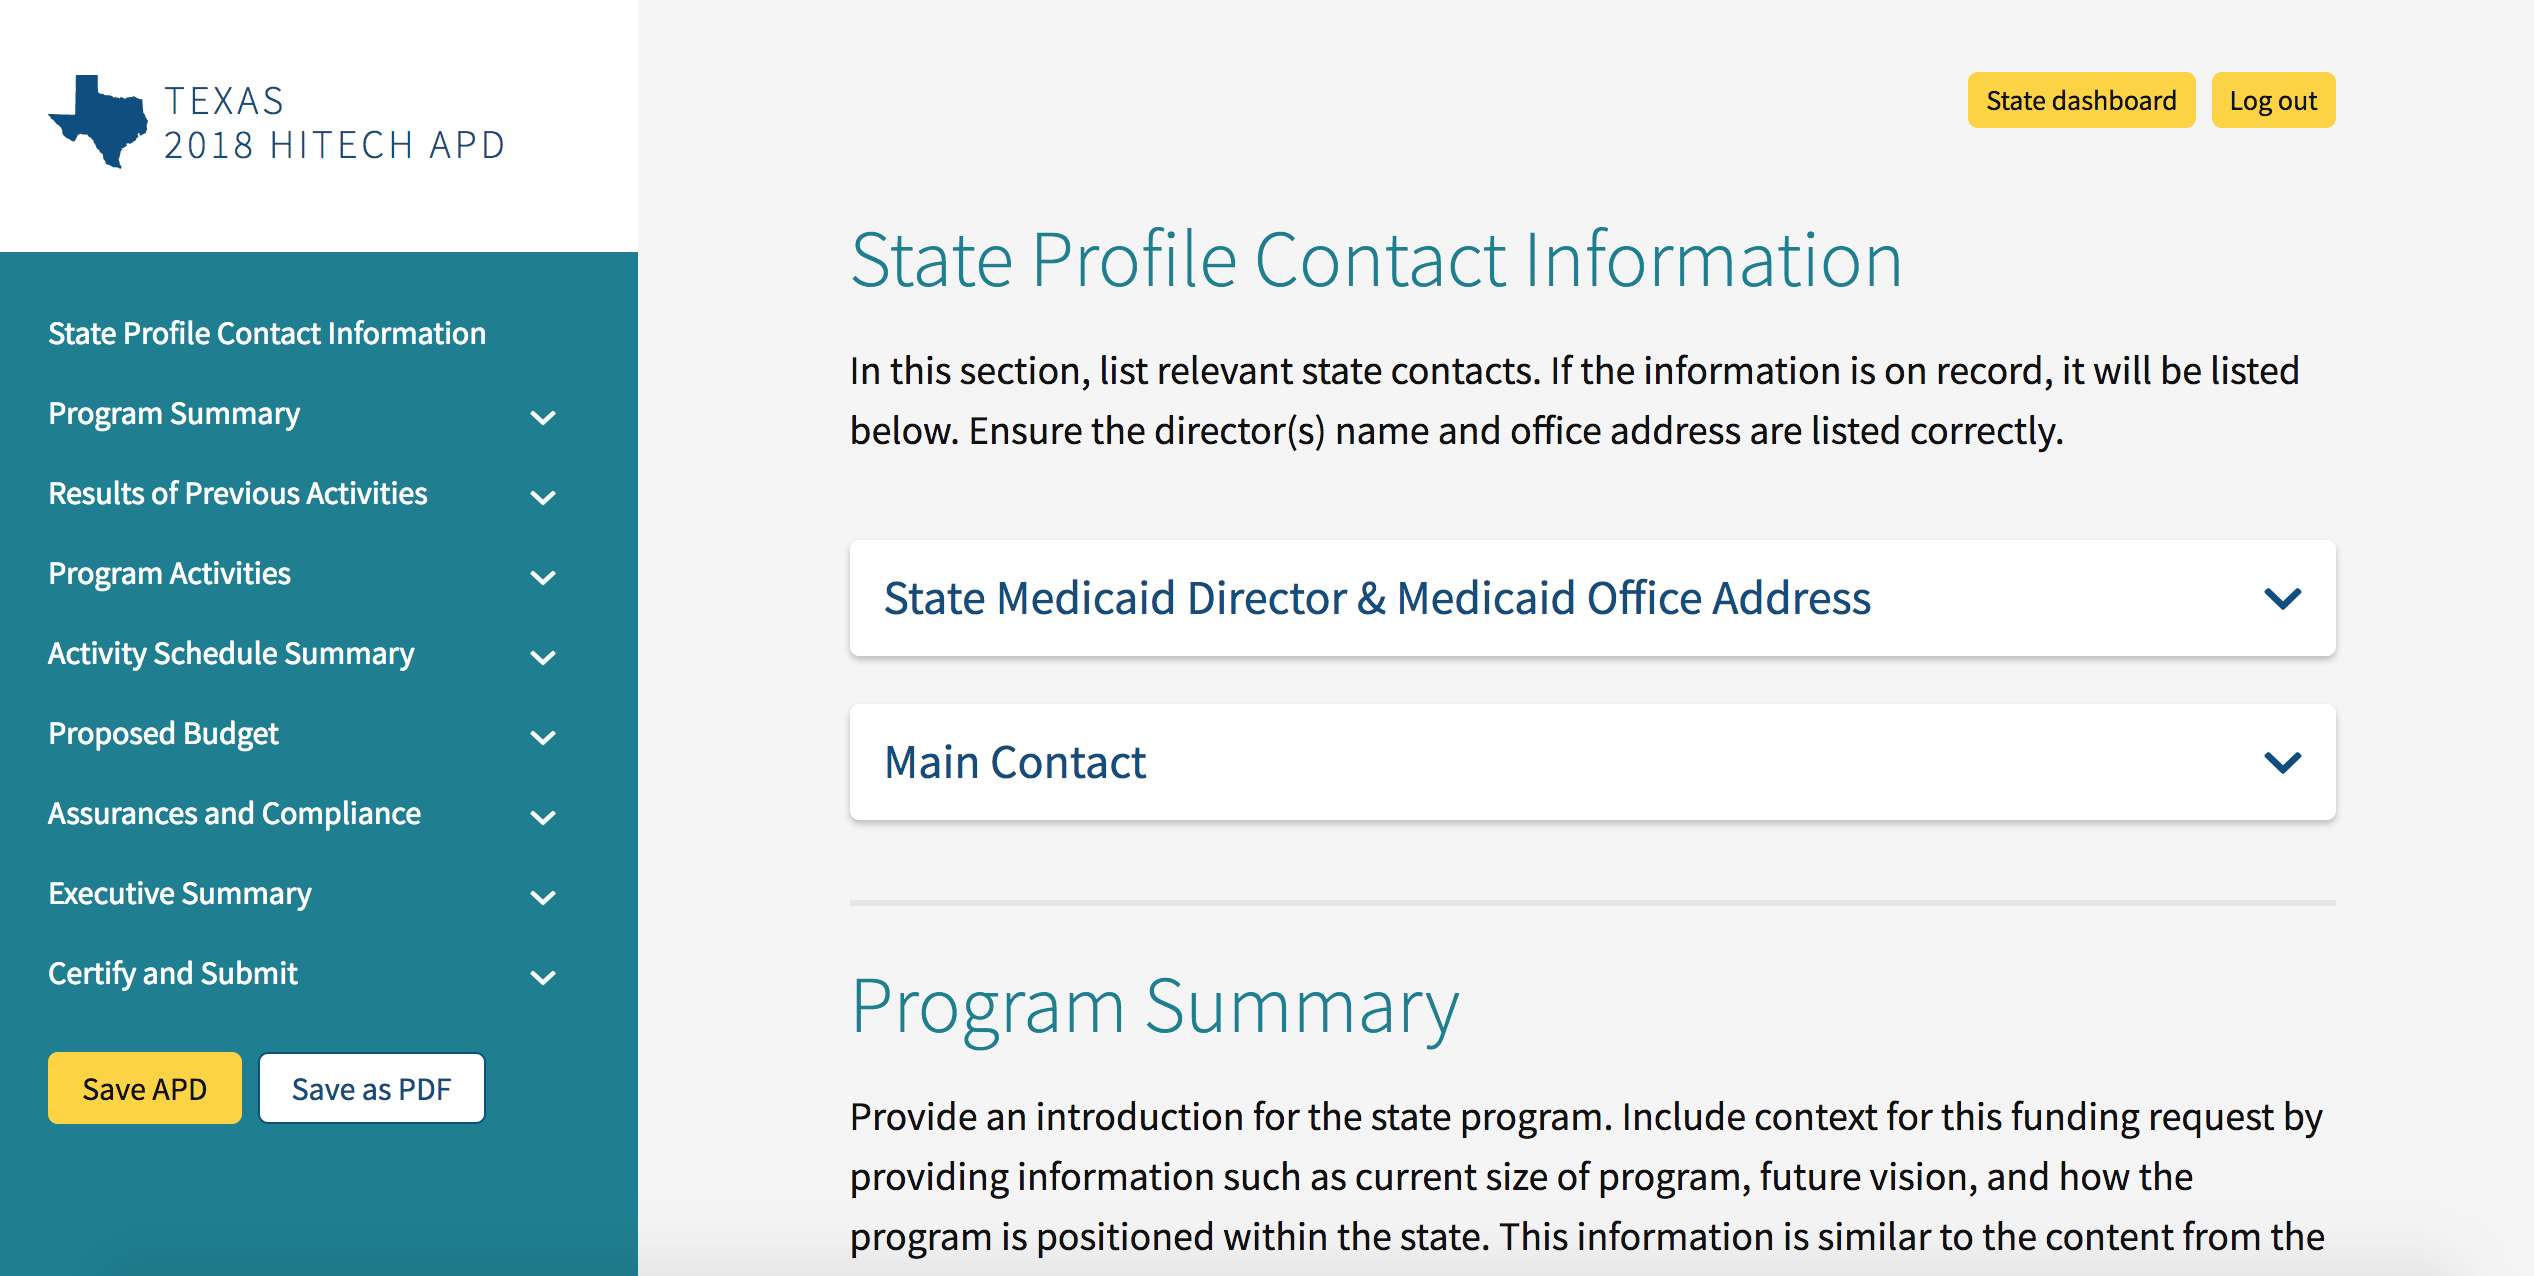 TEXAS
2018 HITECH APD
State Profile Contact Information
Program Summary
Results of Previous Activities
Program Activities
Activity Schedule Summary
Proposed Budget
Assurances and Compliance
Executive Summary
Certify and Submit
Save APD
Save as PDF
State dashboard
Log out
State Profile Contact Information
In this section, list relevant state contacts. If the information is on record, it will be listed
below. Ensure the director(s) name and office address are listed correctly.
State Medicaid Director & Medicaid Office Address
Main Contact
Program Summary
Provide an introduction for the state program. Include context for this funding request by
providing information such as current size of program, future vision, and how the
program is positioned within the state. This information is similar to the content from the